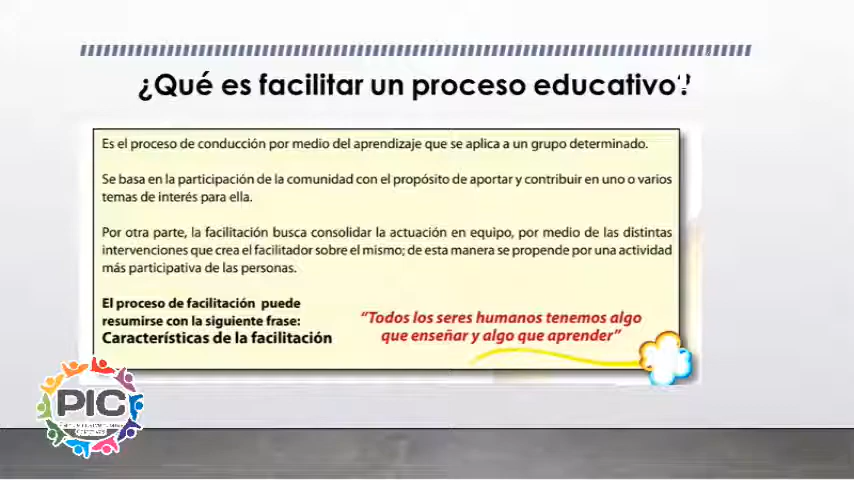 ¿Qué es facilitar un proceso educativo?
Es el proceso de conducción por medio del aprendizaje que se aplica a un grupo determinado.
Se basa en la participación de la comunidad con el propósito de aportar y contribuir en uno o varios
temas de interés para ella.
Por otra parte, la facilitación busca consolidar la actuación en equipo, por medio de las distintas
intervenciones que crea el facilitador sobre el mismo; de esta manera se propende por una actividad
más participativa de las personas.
El proceso de facilitación puede
resumirse con la siguiente frase:
Características de la facilitación
“Todos los seres humanos tenemos algo
que enseñar y algo que aprender”
PIC